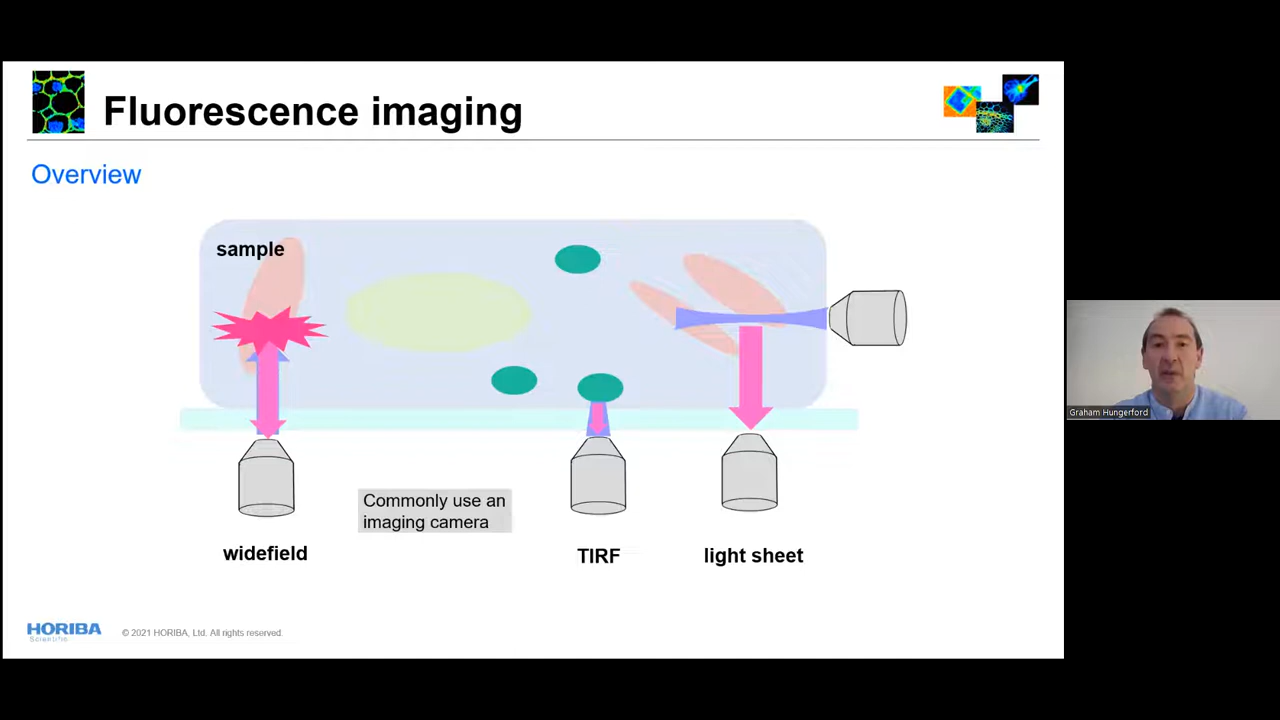 Fluorescence imaging
Overview
sample
Commonly use an
imaging camera
widefield
TIRF
light sheet
HORIBA
Scientific
© 2021 HORIBA, Ltd. All rights reserved.
Graham Hungerford